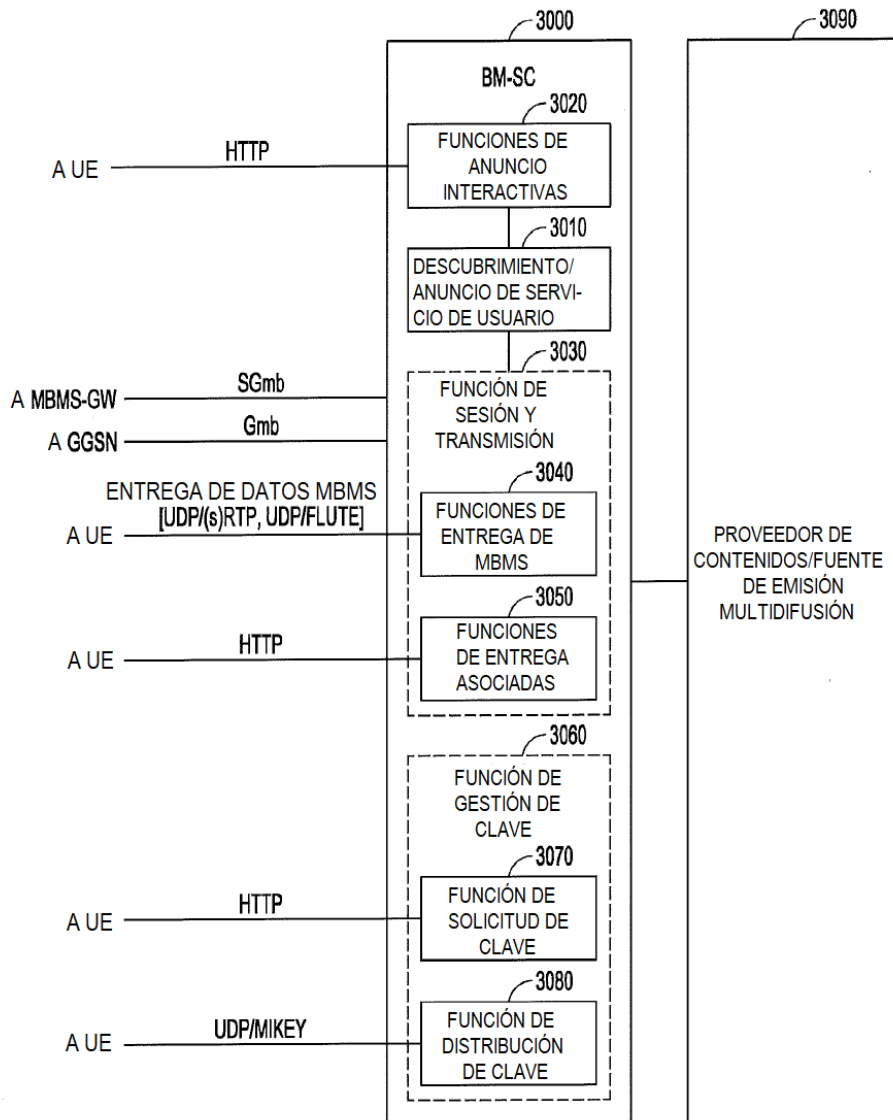 3000
3090
BM-SC
3020
FUNCIONES DE
ANUNCIO
INTERACTIVAS
HTTP
A UE
3010
DESCUBRIMIENTO/
ANUNCIO DE SERVI-
CIO DE USUARIO
3030
FUNCIÓN DE
SESIÓN Y
TRANSMISIÓN
SGmb
A MBMS-GW
Gmb
A GGSN
3040
ENTREGA DE DATOS MBMS
[UDP/(s)RTP, UDP/FLUTE]
A UE
FUNCIONES DE
ENTREGA DE
MBMS
PROVEEDOR DE
CONTENIDOS/FUENTE
DE EMISIÓN
MULTIDIFUSIÓN
3050
FUNCIONES
DE ENTREGA
ASOCIADAS
HTTP
A UE
3060
FUNCIÓN DE
GESTIÓN DE
CLAVE
3070
FUNCIÓN DE
SOLICITUD DE
CLAVE
HTTP
A UE
3080
FUNCIÓN DE
DISTRIBUCIÓN
DE CLAVE
UDP/MIKEY
A UE